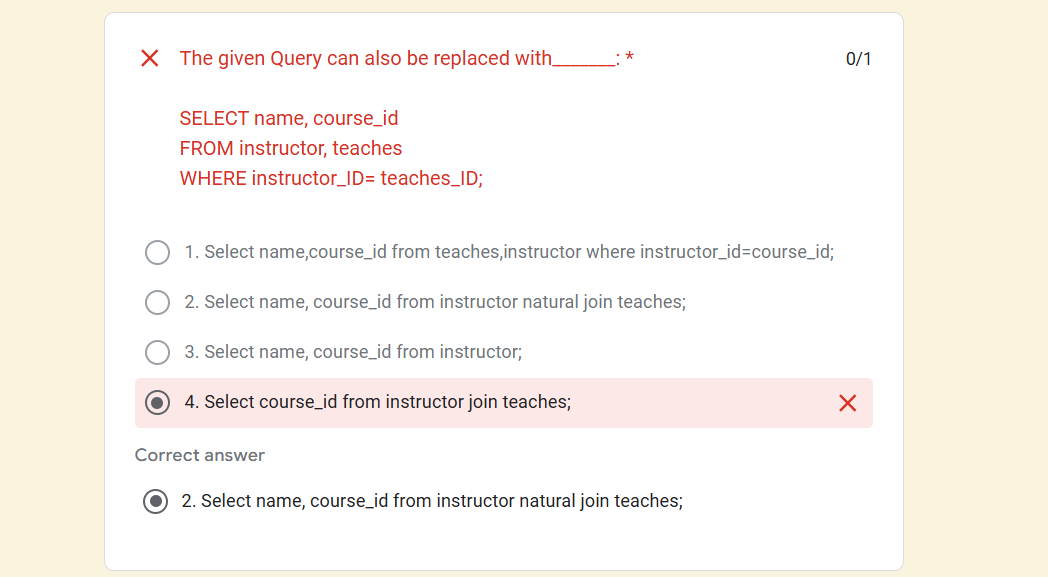 The given Query can also be replaced with_______: *
0/1
SELECT name, course_id
FROM instructor, teaches
WHERE instructor_ID= teaches_ID;
1. Select name,course_id from teaches,instructor where instructor_id=course_id;
2. Select name, course_id from instructor natural join teaches;
3. Select name, course_id from instructor;
4. Select course_id from instructor join teaches;
Correct answer
2. Select name, course_id from instructor natural join teaches;